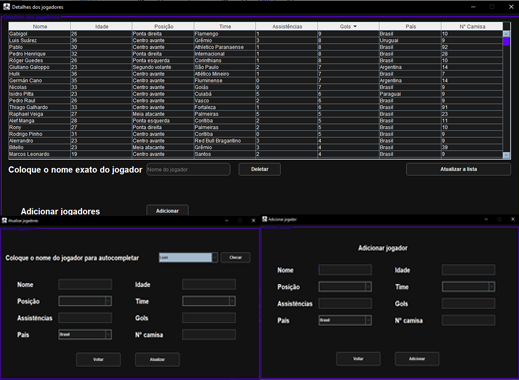 Detalhes dos jogadores
Nome Idade Posição Time Assistências Gols País Nº Camisa
Gabigol 26 Ponta direita Flamengo 1 9 Brasil 10
Luis Suárez 36 Centro avante Grêmio 3 8 Uruguai 9
Pablo 30 Centro avante Athletico Paranaense 1 8 Brasil 92
Pedro Henrique 32 Ponta direita Internacional 1 8 Brasil 28
Róger Guedes 26 Ponta esquerda Corinthians 1 8 Brasil 10
Giuliano Galoppo 23 Segundo volante São Paulo 2 7 Argentina 14
Hulk 36 Centro avante Atlético Mineiro 1 7 Brasil 7
Germán Cano 35 Centro avante Fluminense 0 7 Argentina 14
Nicolas 33 Centro avante Goiás 0 7 Brasil 9
Isidro Pitta 23 Centro avante Cuiabá 5 6 Paraguai 9
Pedro Raul 26 Centro avante Vasco 2 6 Brasil 9
Thiago Galhardo 33 Centro avante Fortaleza 1 6 Brasil 91
Raphael Veiga 27 Meia atacante Palmeiras 5 5 Brasil 23
Alef Manga 28 Ponta esquerda Coritiba 2 5 Brasil 11
Rony 27 Ponta direita Palmeiras 2 5 Brasil 10
Rodrigo Pinho 31 Centro avante Coritiba 0 5 Brasil 9
Alerrandro 23 Centro avante Red Bull Bragantino 3 4 Brasil 9
Bitello 23 Meia atacante Grêmio 3 4 Brasil 39
Marcos Leonardo 19 Centro avante Santos 2 4 Brasil 9
Coloque o nome exato do jogador Nome do jogador Deletar Atualizar a lista
Adicionar jogadores Adicionar
Atualizar jogadores
Coloque o nome do jogador para autocompletar Checar
Nome Idade
Posição Time
Assistências Gols
País Brasil Nº camisa
Voltar Atualizar
Adicionar jogador
Adicionar jogador
Nome Idade
Posição Time
Assistências Gols
País Brasil Nº camisa
Voltar Adicionar